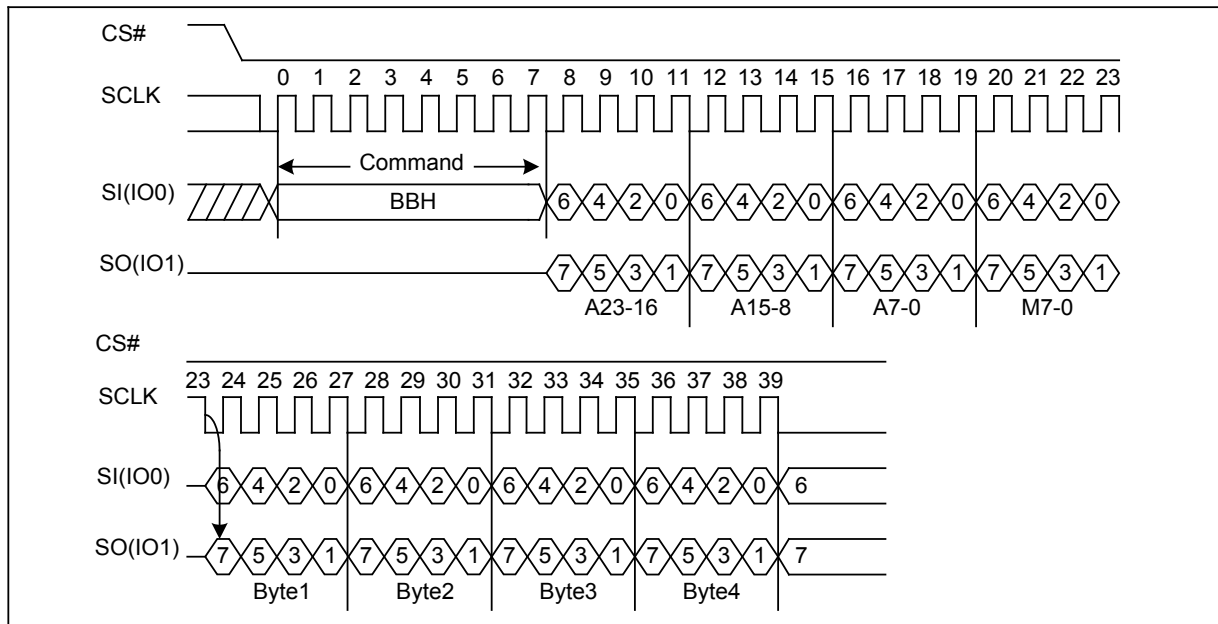 CS#
0 1 2 3 4 5 6 7 8 9 10 11 12 13 14 15 16 17 18 19 20 21 22 23
SCLK
Command
SI(IO0) BBH 6 4 2 0 6 4 2 0 6 4 2 0 6 4 2 0
SO(IO1) 7 5 3 1 7 5 3 1 7 5 3 1 7 5 3 1
A23-16 A15-8 A7-0 M7-0
CS#
23 24 25 26 27 28 29 30 31 32 33 34 35 36 37 38 39
SCLK
SI(IO0) 6 4 2 0 6 4 2 0 6 4 2 0 6 4 2 0 6
SO(IO1) 7 5 3 1 7 5 3 1 7 5 3 1 7 5 3 1 7
Byte1 Byte2 Byte3 Byte4